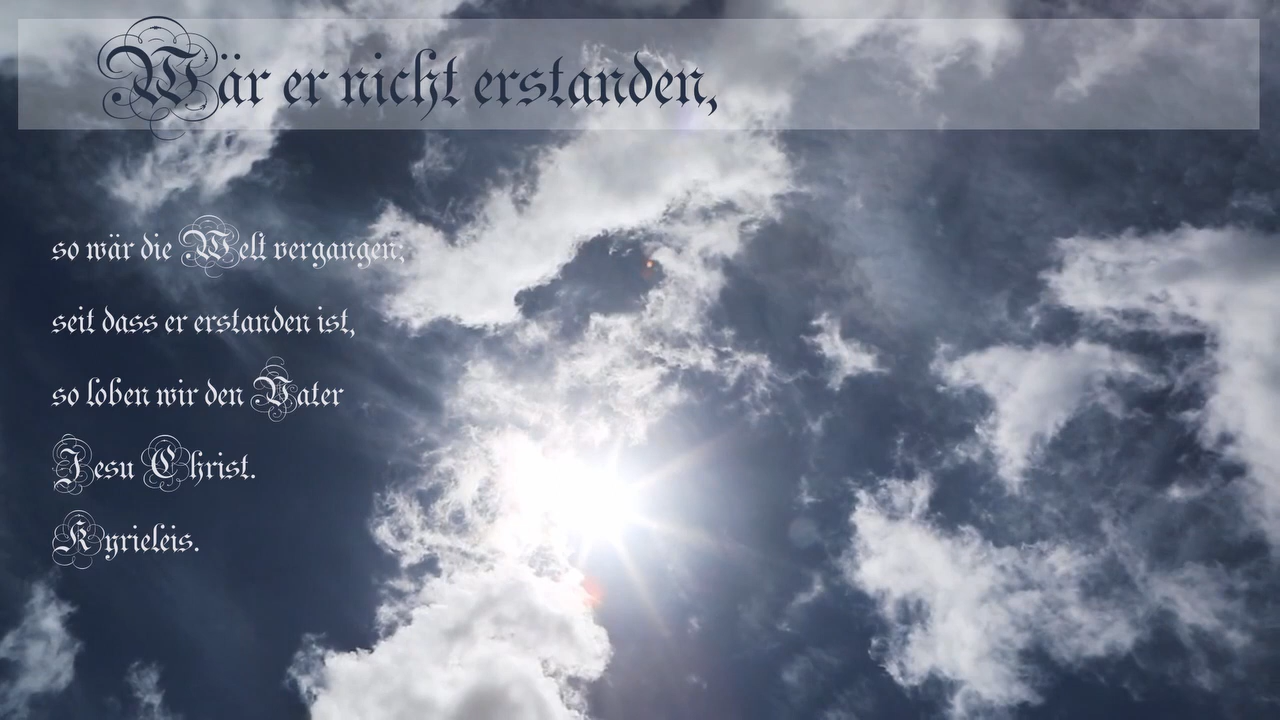 Wär er nicht erstanden,
so wär die Welt vergangen;
seit dass er erstanden ist,
so loben wir den Vater
Jesu Christ.
Kyrieleis.